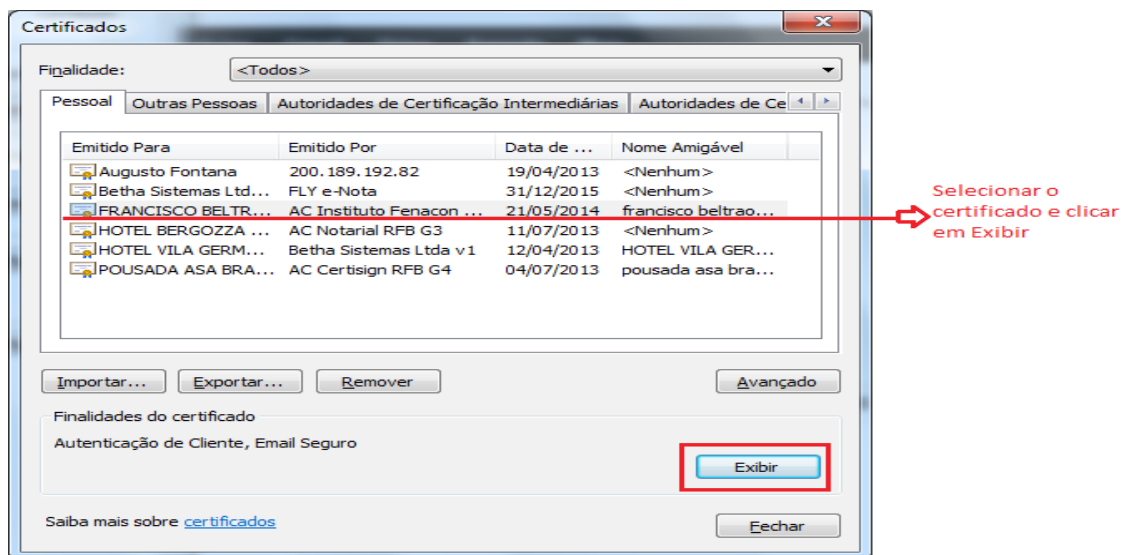 Certificados
Finalidade: <Todos>
Pessoal Outras Pessoas Autoridades de Certificação Intermediárias Autoridades de Ce
Emitido Para Emitido Por Data de ... Nome Amigável
Augusto Fontana 200.189.192.82 19/04/2013 <Nenhum>
Betha Sistemas Ltd... FLY e-Nota 31/12/2015 <Nenhum>
FRANCISCO BELTR... AC Instituto Fenacon ... 21/05/2014 francisco beltrao...
HOTEL BERGOZZA ... AC Notarial RFB G3 11/07/2013 <Nenhum>
HOTEL VILA GERM... Betha Sistemas Ltda v1 12/04/2013 HOTEL VILA GER...
POUSADA ASA BRA... AC Certisign RFB G4 04/07/2013 pousada asa bra...
Selecionar o
certificado e clicar
em Exibir
Importar... Exportar... Remover Avançado
Finalidades do certificado
Autenticação de Cliente, Email Seguro
Exibir
Saiba mais sobre certificados
Fechar